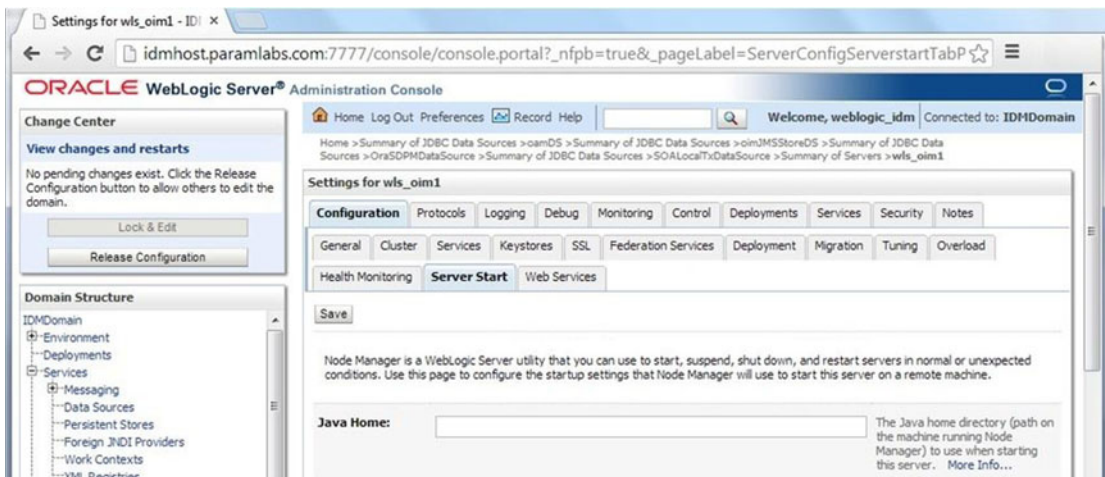 Settings for wls_oim1 - ID
idmhost.paramlabs.com:7777/console/console.portal?_nfpb=true&_pageLabel=ServerConfigServerstartTabP
ORACLE WebLogic Server® Administration Console
Change Center
View changes and restarts
No pending changes exist. Click the Release
Configuration button to allow others to edit the
domain.
Lock & Edit
Release Configuration
Domain Structure
IDMDomain
Environment
Deployments
Services
Messaging
Data Sources
Persistent Stores
Foreign JNDI Providers
Work Contexts
XML Registries
Home Log Out Preferences Record Help
Welcome, weblogic_idm Connected to: IDMDomain
Home >Summary of JDBC Data Sources >oamDS >Summary of JDBC Data Sources >oimJMSStoreDS >Summary of JDBC Data
Sources >OraSDPMDataSource >Summary of JDBC Data Sources >SOALocalTxDataSource >Summary of Servers >wls_oim1
Settings for wls_oim1
Configuration Protocols Logging Debug Monitoring Control Deployments Services Security Notes
General Cluster Services Keystores SSL Federation Services Deployment Migration Tuning Overload
Health Monitoring Server Start Web Services
Save
Node Manager is a WebLogic Server utility that you can use to start, suspend, shut down, and restart servers in normal or unexpected
conditions. Use this page to configure the startup settings that Node Manager will use to start this server on a remote machine.
Java Home:
The Java home directory (path on
the machine running Node
Manager) to use when starting
this server. More Info...